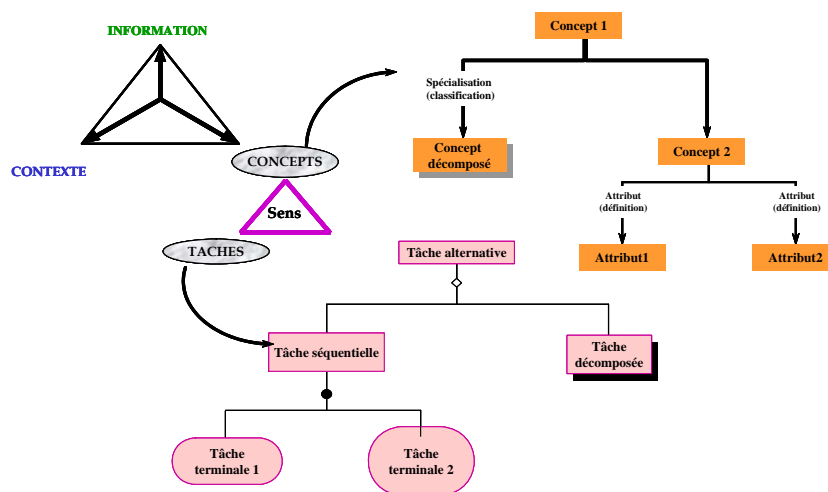 INFORMATION
CONTEXTE
CONCEPTS
Sens
TACHES
Concept 1
Spécialisation
(classification)
Concept
décomposé
Concept 2
Attribut
(définition)
Attribut
(définition)
Attribut1
Attribut2
Tâche alternative
Tâche séquentielle
Tâche
décomposée
Tâche
terminale 1
Tâche
terminale 2